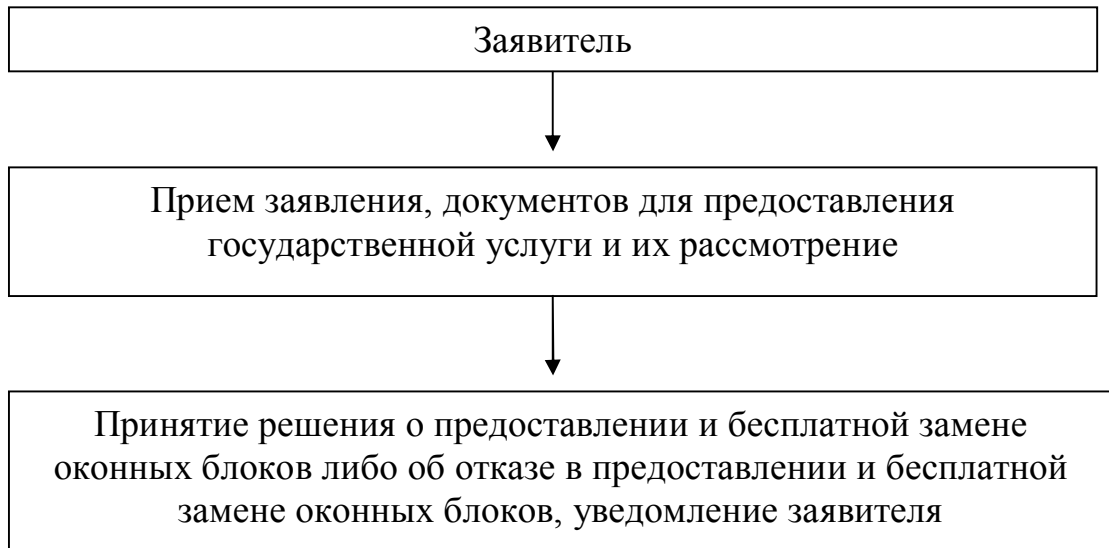 Заявитель
Прием заявления, документов для предоставления
государственной услуги и их рассмотрение
Принятие решения о предоставлении и бесплатной замене
оконных блоков либо об отказе в предоставлении и бесплатной
замене оконных блоков, уведомление заявителя